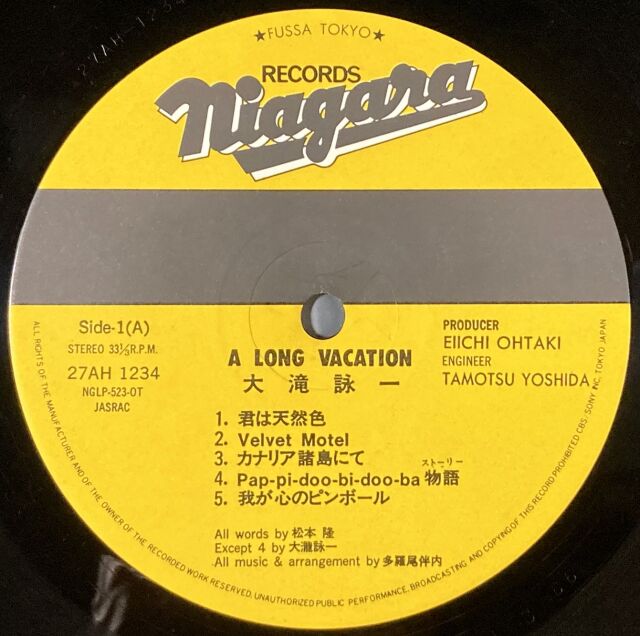 27AH-1234
★FUSSA TOKYO★
RECORDS
Niagara
Side-1(A)
STEREO 33⅓R.P.M.
27AH 1234
NGLP-523-OT
JASRAC
PRODUCER
EIICHI OHTAKI
ENGINEER
TAMOTSU YOSHIDA
A LONG VACATION
大滝詠一
1. 君は天然色
2. Velvet Motel
3. カナリア諸島にて
ストーリー
4. Pap-pi-doo-bi-doo-ba 物語
5. 我が心のピンボール
All words by 松本 隆
Except 4 by 大瀧詠一
All music & arrangement by 多羅尾伴内
ALL RIGHTS OF THE MANUFACTURER AND OF THE OWNER OF THE RECORDED WORK RESERVED, UNAUTHORIZED PUBLIC PERFORMANCE, BROADCASTING AND COPYING OF THIS RECORD PROHIBITED CBS/SONY INC. TOKYO JAPAN